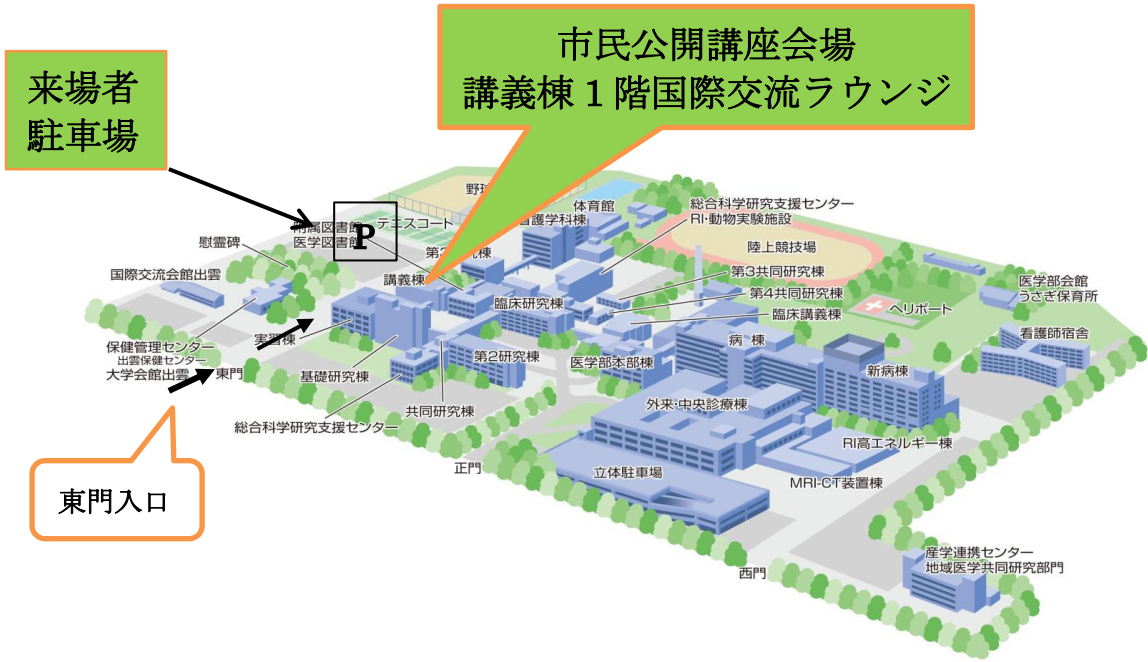 市民公開講座会場
講義棟1階国際交流ラウンジ
来場者
駐車場
P
野球
体育館
看護学科棟
総合科学研究支援センター
RI・動物実験施設
テニスコート
附属図書館
医学図書館
慰霊碑
陸上競技場
国際交流会館出雲
講義棟
第3共同研究棟
第4共同研究棟
臨床研究棟
臨床講義棟
ヘリポート
医学部会館
うさぎ保育所
看護師宿舎
実習棟
保健管理センター
出雲保健センター
大学会館出雲
東門
基礎研究棟
第2研究棟
医学部本部棟
病棟
新病棟
共同研究棟
総合科学研究支援センター
外来・中央診療棟
RI高エネルギー棟
正門
立体駐車場
MRI-CT装置棟
東門入口
西門
産学連携センター
地域医学共同研究部門